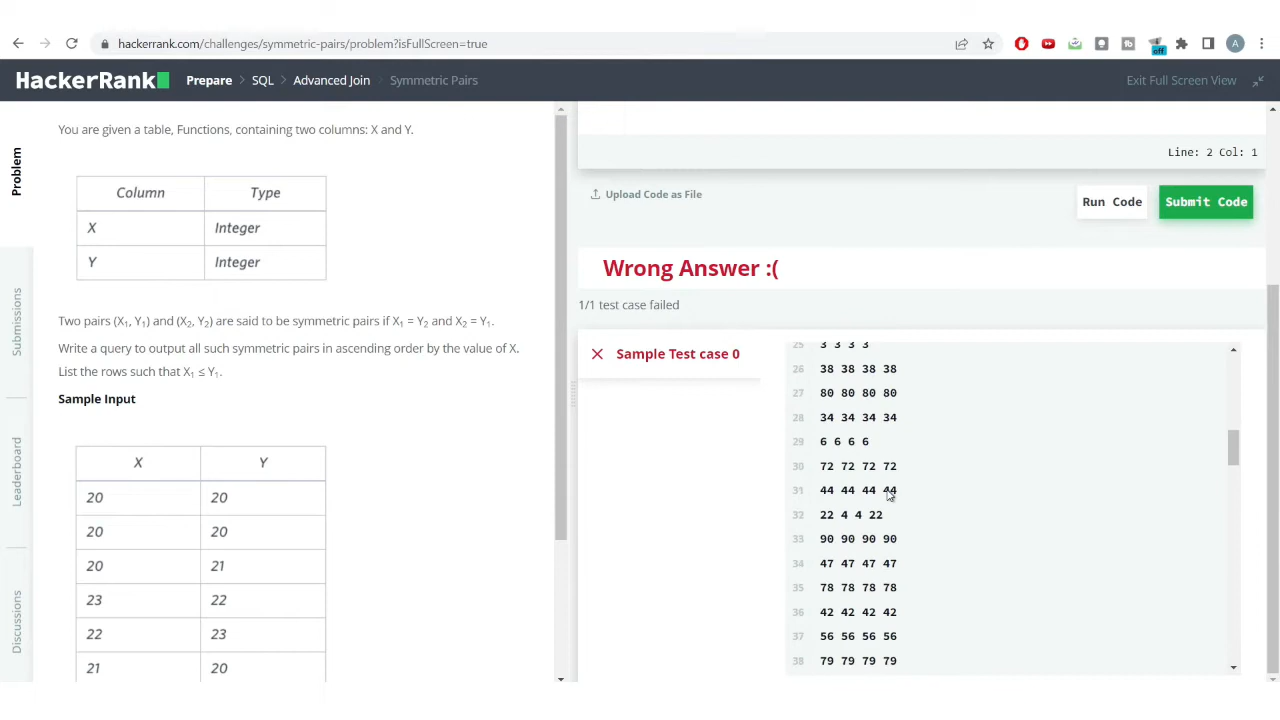 hackerrank.com/challenges/symmetric-pairs/problem?isFullScreen=true
off
A
HackerRank
Prepare > SQL > Advanced Join > Symmetric Pairs
Exit Full Screen View
Problem
Submissions
Leaderboard
Discussions
You are given a table, Functions, containing two columns: X and Y.
Column Type
X Integer
Y Integer
Two pairs (X₁, Y₁) and (X₂, Y₂) are said to be symmetric pairs if X₁ = Y₂ and X₂ = Y₁.
Write a query to output all such symmetric pairs in ascending order by the value of X.
List the rows such that X₁ ≤ Y₁.
Sample Input
X Y
20 20
20 20
20 21
23 22
22 23
21 20
Line: 2 Col: 1
Upload Code as File
Run Code
Submit Code
Wrong Answer :(
1/1 test case failed
Sample Test case 0
25 3 3 3 3
26 38 38 38 38
27 80 80 80 80
28 34 34 34 34
29 6 6 6 6
30 72 72 72 72
31 44 44 44 44
32 22 4 4 22
33 90 90 90 90
34 47 47 47 47
35 78 78 78 78
36 42 42 42 42
37 56 56 56 56
38 79 79 79 79